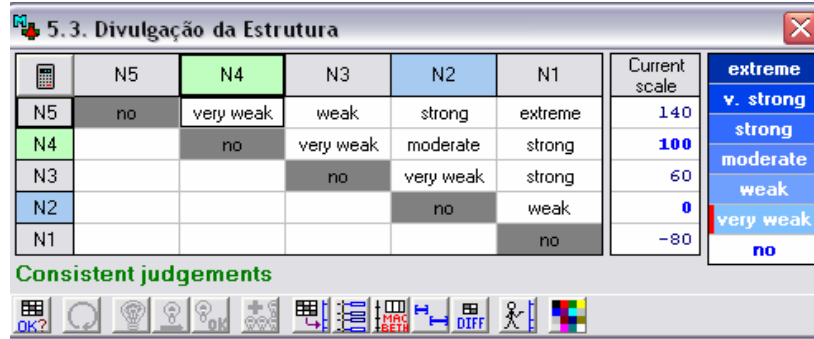 5.3. Divulgação da Estrutura
N5 N4 N3 N2 N1 Current scale
N5 no very weak weak strong extreme 140
N4 no very weak moderate strong 100
N3 no very weak strong 60
N2 no weak 0
N1 no -80
extreme
v. strong
strong
moderate
weak
very weak
no
Consistent judgements
OK? OK MAC BETH DIFF